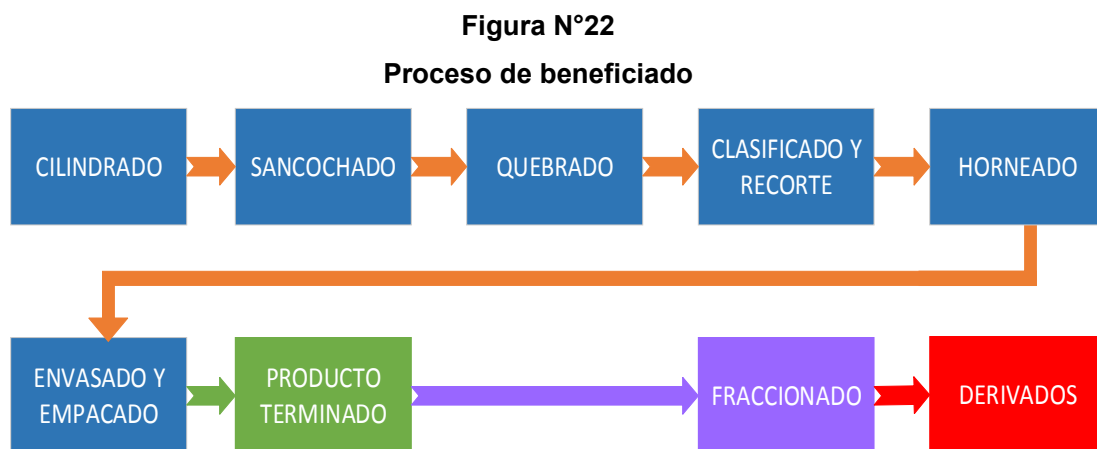 Figura N°22
Proceso de beneficiado
CILINDRADO
SANCOCHADO
QUEBRADO
CLASIFICADO Y
RECORTE
HORNEADO
ENVASADO Y
EMPACADO
PRODUCTO
TERMINADO
FRACCIONADO
DERIVADOS